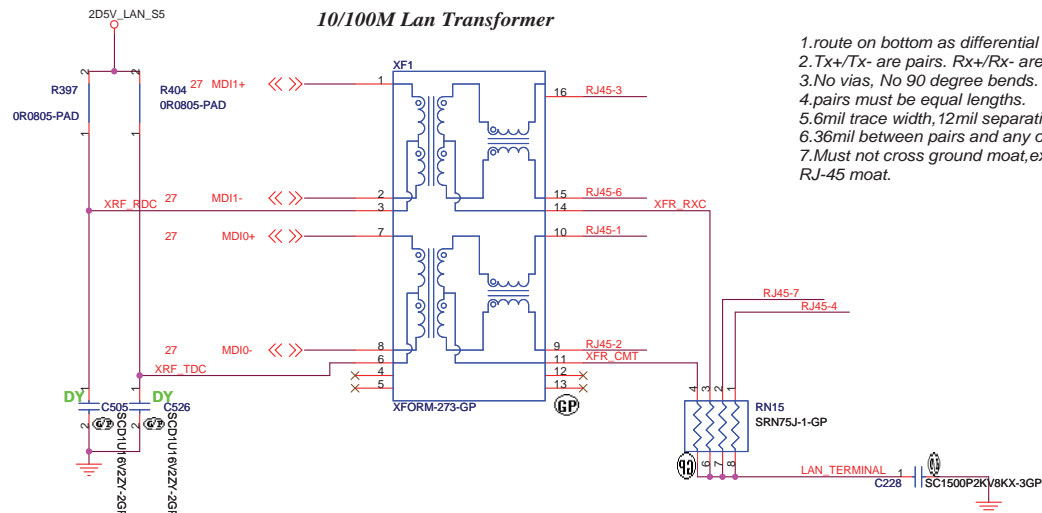 10/100M Lan Transformer
2D5V_LAN_S5
1.route on bottom as differential
2.Tx+/Tx- are pairs. Rx+/Rx- are
3.No vias, No 90 degree bends.
4.pairs must be equal lengths.
5.6mil trace width,12mil separati
6.36mil between pairs and any o
7.Must not cross ground moat,ex
RJ-45 moat.
XF1
2
2
R397
0R0805-PAD
1
R404
0R0805-PAD
1
27 MDI1+
1
16
RJ45-3
27 MDI1-
2
15
RJ45-6
XRF_RDC
3
14
XFR_RXC
27 MDI0+
7
10
RJ45-1
27 MDI0-
8
9
RJ45-2
XRF_TDC
6
11
XFR_CMT
4
12
5
13
XFORM-273-GP
GP
RJ45-7
RJ45-4
4
3
2
1
RN15
SRN75J-1-GP
6
7
8
GP
LAN_TERMINAL
1
C228
SC1500P2KV8KX-3GP
DY
1
C505
2
SCD1U16V2ZY-2GP
DY
1
C526
2
SCD1U16V2ZY-2GP